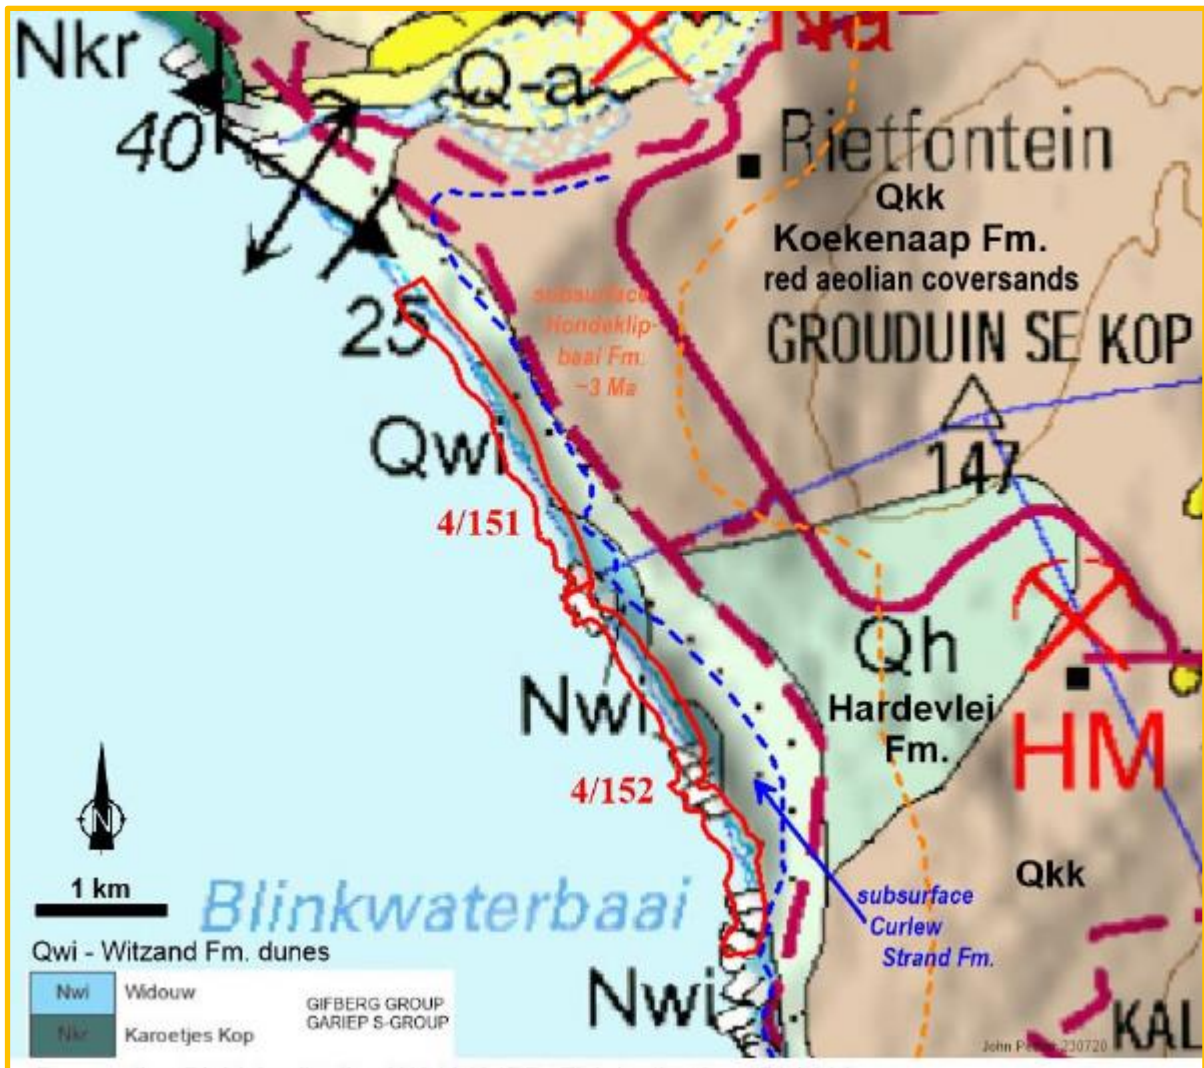 Nkr
Na
Q-a
40
Rietfontein
Qkk
Koekenaap Fm.
red aeolian coversands
subsurface
Hondeklip-
baai Fm.
~3 Ma
25
GROUDUIN SE KOP
147
Qwi
4/151
Qh
Hardevlei
Fm.
Nwi
HM
4/152
Qkk
1 km
N
Blinkwaterbaai
subsurface
Curlew
Strand Fm.
Qwi - Witzand Fm. dunes
Nwi
Widouw
GIFBERG GROUP
GARIEP S-GROUP
Nkr
Karoetjes Kop
Nwi
KAL
230720